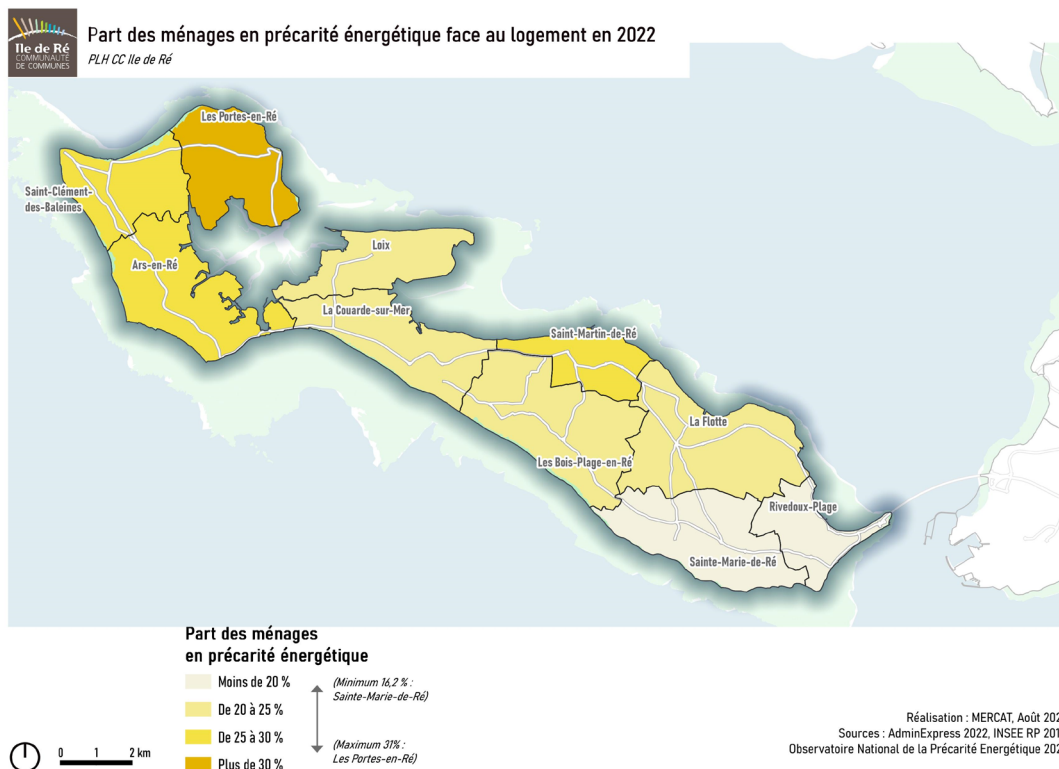 Ile de Ré
COMMUNAUTÉ
DE COMMUNES
Part des ménages en précarité énergétique face au logement en 2022
PLH CC Ile de Ré
Les Portes-en-Ré
Saint-Clément-
des-Baleines
Ars-en-Ré
Loix
La Couarde-sur-Mer
Saint-Martin-de-Ré
La Flotte
Les Bois-Plage-en-Ré
Rivedoux-Plage
Sainte-Marie-de-Ré
Part des ménages
en précarité énergétique
Moins de 20 %
De 20 à 25 %
De 25 à 30 %
Plus de 30 %
(Minimum 16,2 % :
Sainte-Marie-de-Ré)
(Maximum 31% :
Les Portes-en-Ré)
0 1 2 km
Réalisation : MERCAT, Août 202
Sources : AdminExpress 2022, INSEE RP 201
Observatoire National de la Précarité Energétique 202